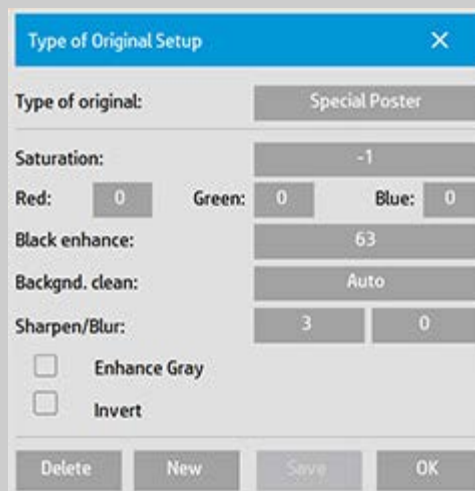 Type of Original Setup
Type of original: Special Poster
Saturation: -1
Red: 0 Green: 0 Blue: 0
Black enhance: 63
Backgnd. clean: Auto
Sharpen/Blur: 3 0
Enhance Gray
Invert
Delete New Save OK